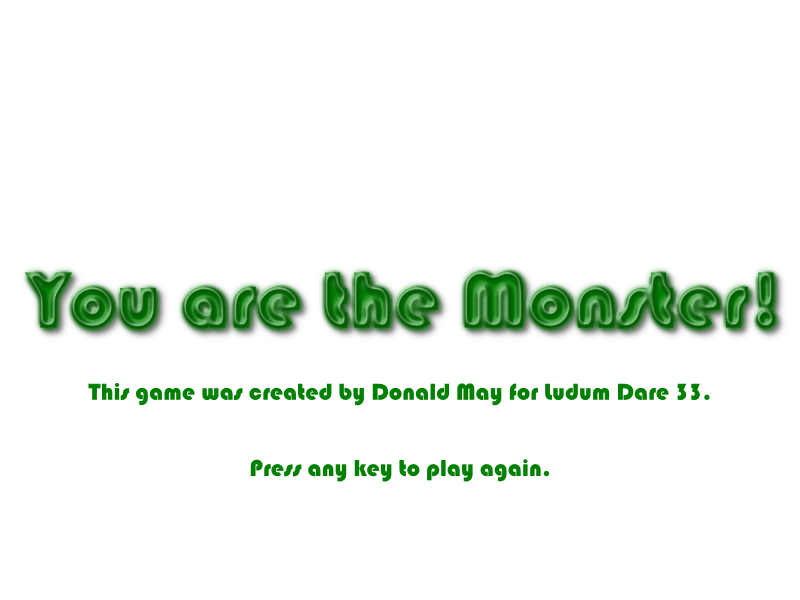 You are the Monster!
This game was created by Donald May for Ludum Dare 33.
Press any key to play again.